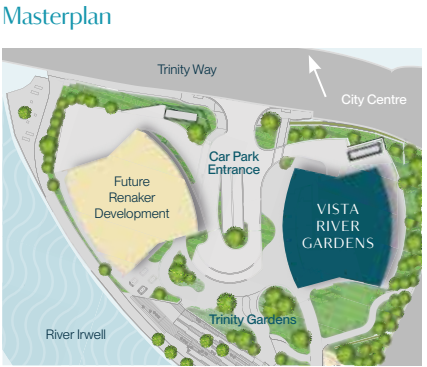 Masterplan
Trinity Way
City Centre
Car Park
Entrance
Future
Renaker
Development
VISTA
RIVER
GARDENS
Trinity Gardens
River Irwell